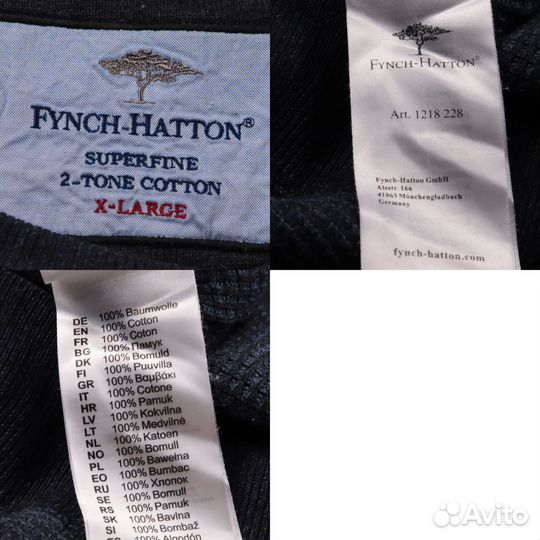 FYNCH-HATTON®
SUPERFINE
2-TONE COTTON
X-LARGE
FYNCH-HATTON®
Art. 1218 228
Fynch-Hatton GmbH
Alsstr. 166
41063 Mönchengladbach
Germany
fynch-hatton.com
DE 100% Baumwolle
EN 100% Cotton
FR 100% Coton
BG 100% Памук
DK 100% Bomuld
FI 100% Puuvilla
GR 100% Βαμβάκι
IT 100% Cotone
HR 100% Pamuk
LV 100% Kokvilna
LT 100% Medvilnė
NL 100% Katoen
NO 100% Bomull
PL 100% Bawełna
EO 100% Bumbac
RU 100% Хлопок
SE 100% Bomull
RS 100% Pamuk
SK 100% Bavlna
SI 100% Bombaž
100% Algodón
Avito